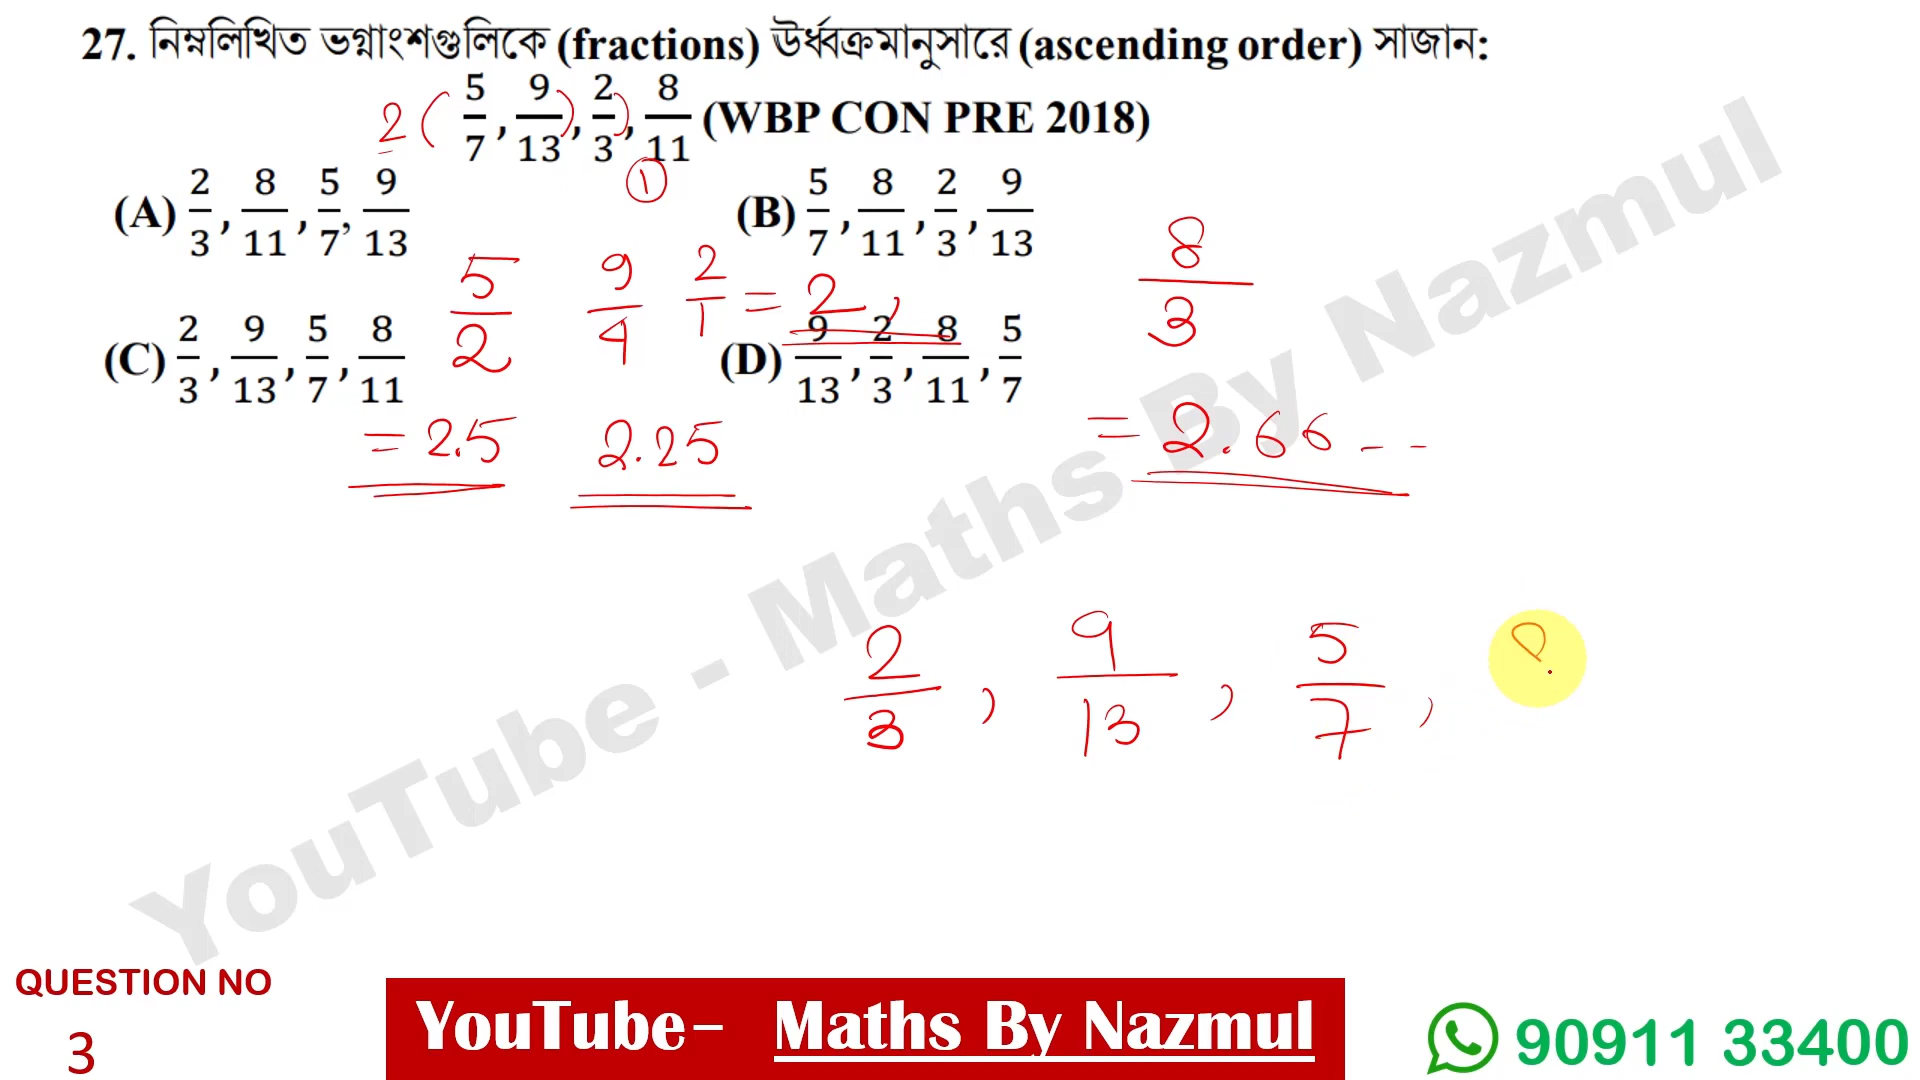 27. নিম্নলিখিত ভগ্নাংশগুলিকে (fractions) ঊর্ধ্বক্রমানুসারে (ascending order) সাজান:
2 ( 5/7, 9/13), 2/3), 8/11 (WBP CON PRE 2018)
1
(A) 2/3, 8/11, 5/7, 9/13
(B) 5/7, 8/11, 2/3, 9/13
5/2 9/4 2/1 = 2, 8/3
(C) 2/3, 9/13, 5/7, 8/11
(D) 9/13, 2/3, 8/11, 5/7
= 2.5 2.25 = 2.66 - -
2/3, 9/13, 5/7,
YouTube - Maths By Nazmul
QUESTION NO
3
YouTube- Maths By Nazmul
90911 33400